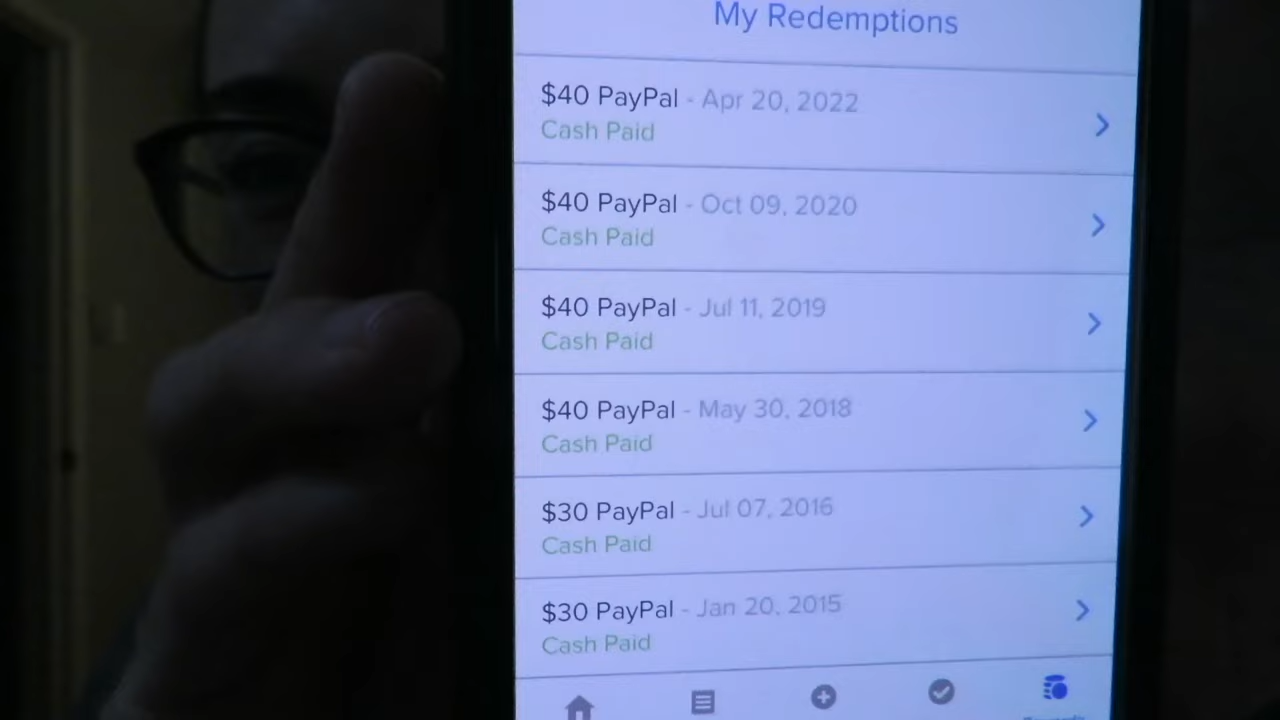 My Redemptions
$40 PayPal - Apr 20, 2022
Cash Paid
$40 PayPal - Oct 09, 2020
Cash Paid
$40 PayPal - Jul 11, 2019
Cash Paid
$40 PayPal - May 30, 2018
Cash Paid
$30 PayPal - Jul 07, 2016
Cash Paid
$30 PayPal - Jan 20, 2015
Cash Paid